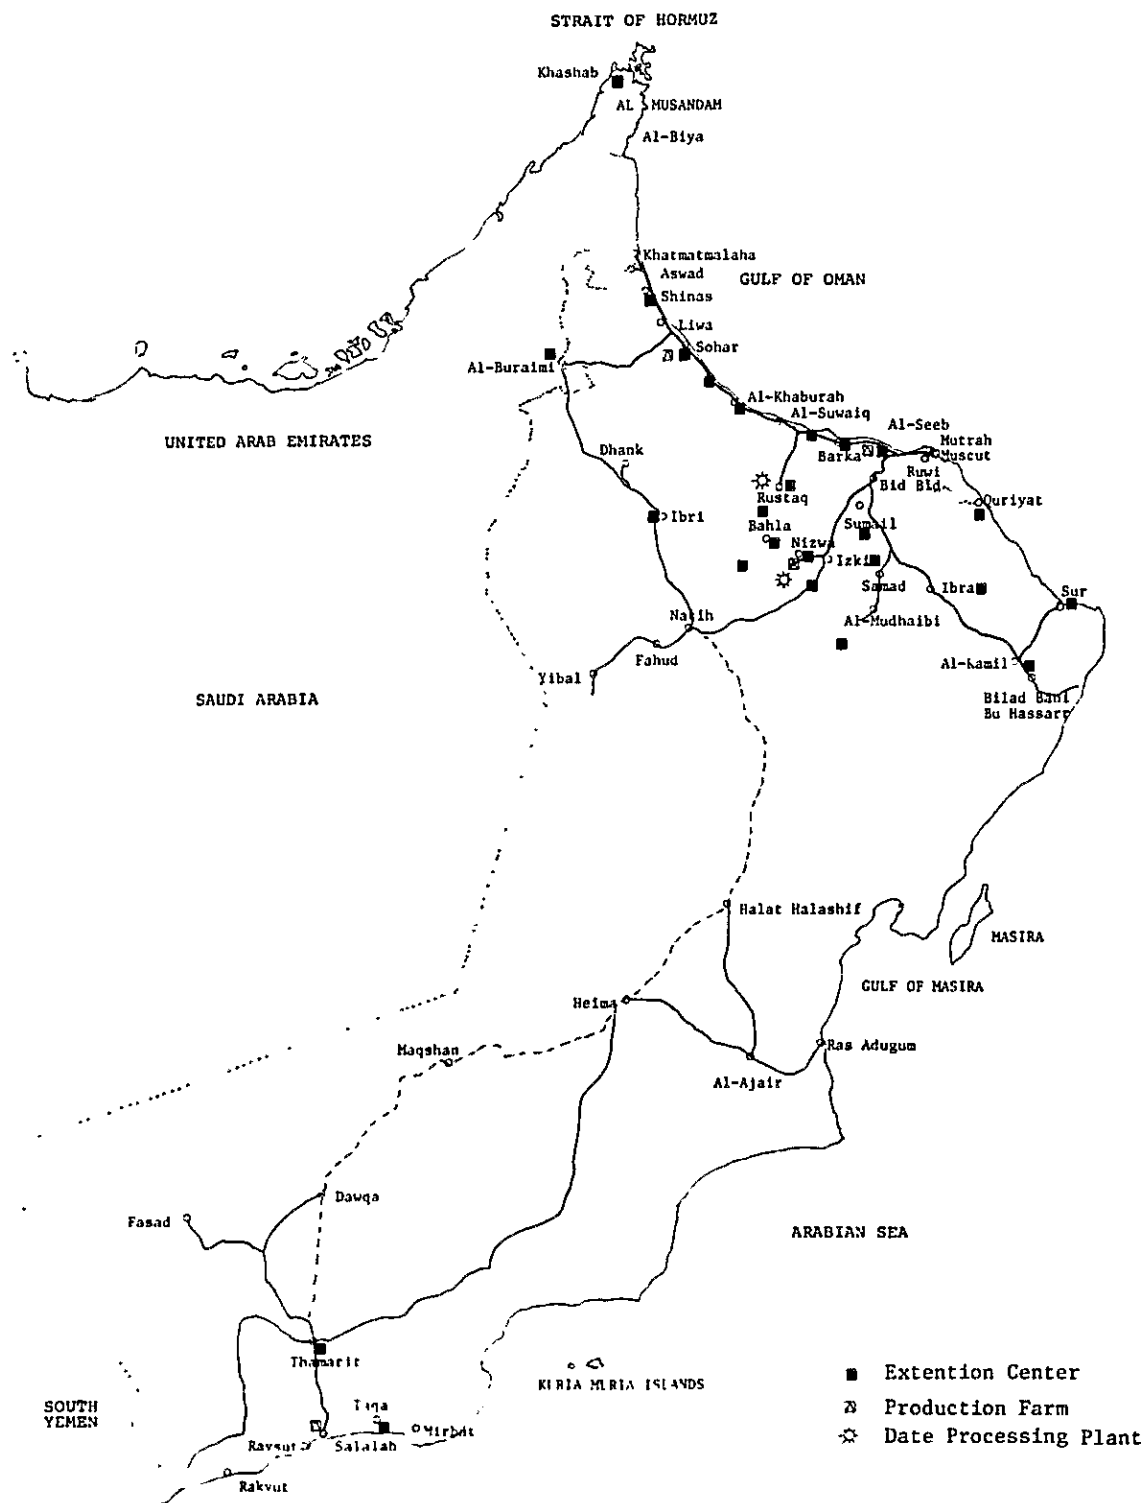 STRAIT OF HORMUZ
Khashab
AL MUSANDAM
Al-Biya
Khatmatmalaha
Aswad
GULF OF OMAN
Shinas
Liwa
Sohar
Al-Buraimi
Al-Khaburah
Al-Suwaiq
Al-Seeb
UNITED ARAB EMIRATES
Mutrah
Dhank
Barka
Muscut
Ruwi
Bid Bid
Rustaq
Quriyat
Ibri
Bahla
Sumail
Nizwa
Izki
Samad
Ibra
Sur
Natih
Al-Mudhaibi
Fahud
Al-Kamil
Yibal
SAUDI ARABIA
Bilad Bani
Bu Hassarr
Halat Halashif
MASIRA
GULF OF MASIRA
Heima
Ras Adugum
Maqshan
Al-Ajair
Dawqa
Fasad
ARABIAN SEA
Thamarit
KURIA MURIA ISLANDS
Extention Center
SOUTH
YEMEN
Taqa
Production Farm
Mirbat
Raysut
Salalah
Date Processing Plant
Rakyut